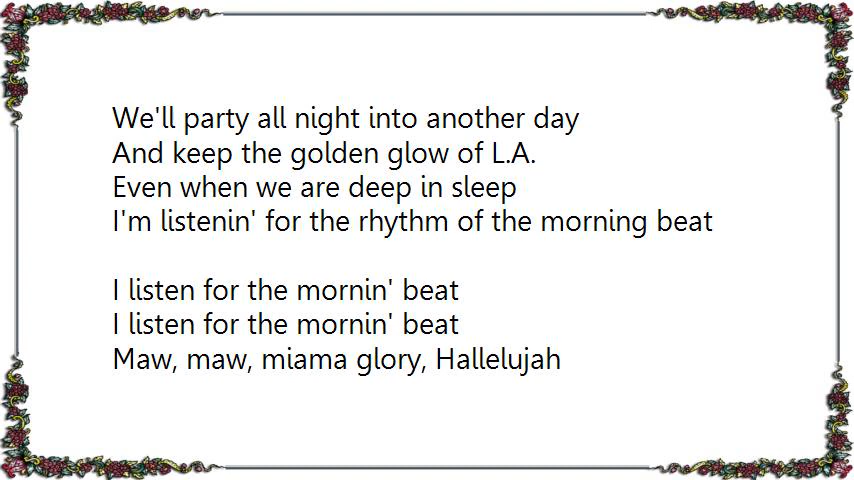 We'll party all night into another day
And keep the golden glow of L.A.
Even when we are deep in sleep
I'm listenin' for the rhythm of the morning beat
I listen for the mornin' beat
I listen for the mornin' beat
Maw, maw, miama glory, Hallelujah